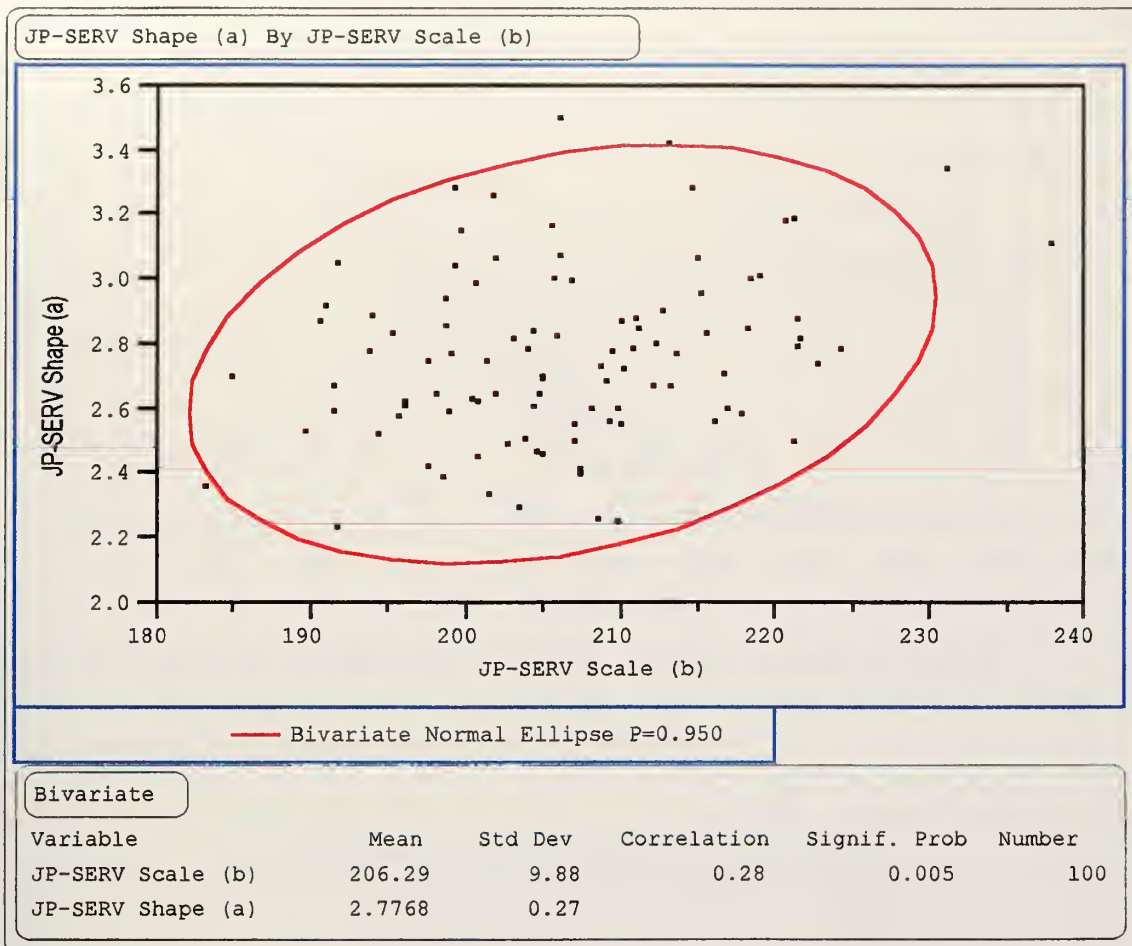 JP-SERV Shape (a) By JP-SERV Scale (b)
3.6
3.4
3.2
3.0
2.8
2.6
2.4
2.2
2.0
JP-SERV Shape (a)
180 190 200 210 220 230 240
JP-SERV Scale (b)
Bivariate Normal Ellipse P=0.950
Bivariate
Variable Mean Std Dev Correlation Signif. Prob Number
JP-SERV Scale (b) 206.29 9.88 0.28 0.005 100
JP-SERV Shape (a) 2.7768 0.27